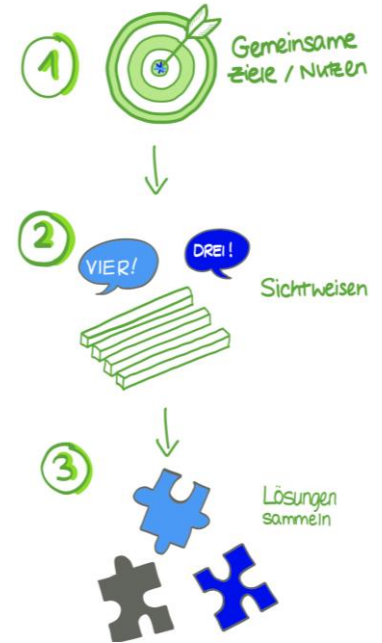 1
Gemeinsame
Ziele / Nutzen
2
VIER!
DREI!
Sichtweisen
3
Lösungen
sammeln